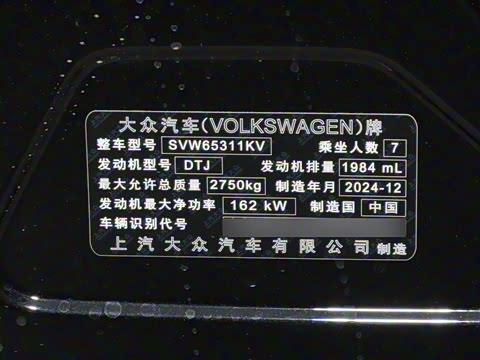 大众汽车(VOLKSWAGEN)牌
整车型号 SVW65311KV 乘坐人数 7
发动机型号 DTJ 发动机排量 1984 mL
最大允许总质量 2750kg 制造年月 2024-12
发动机最大净功率 162 kW 制造国 中国
车辆识别代号
上汽大众汽车有限公司 制造